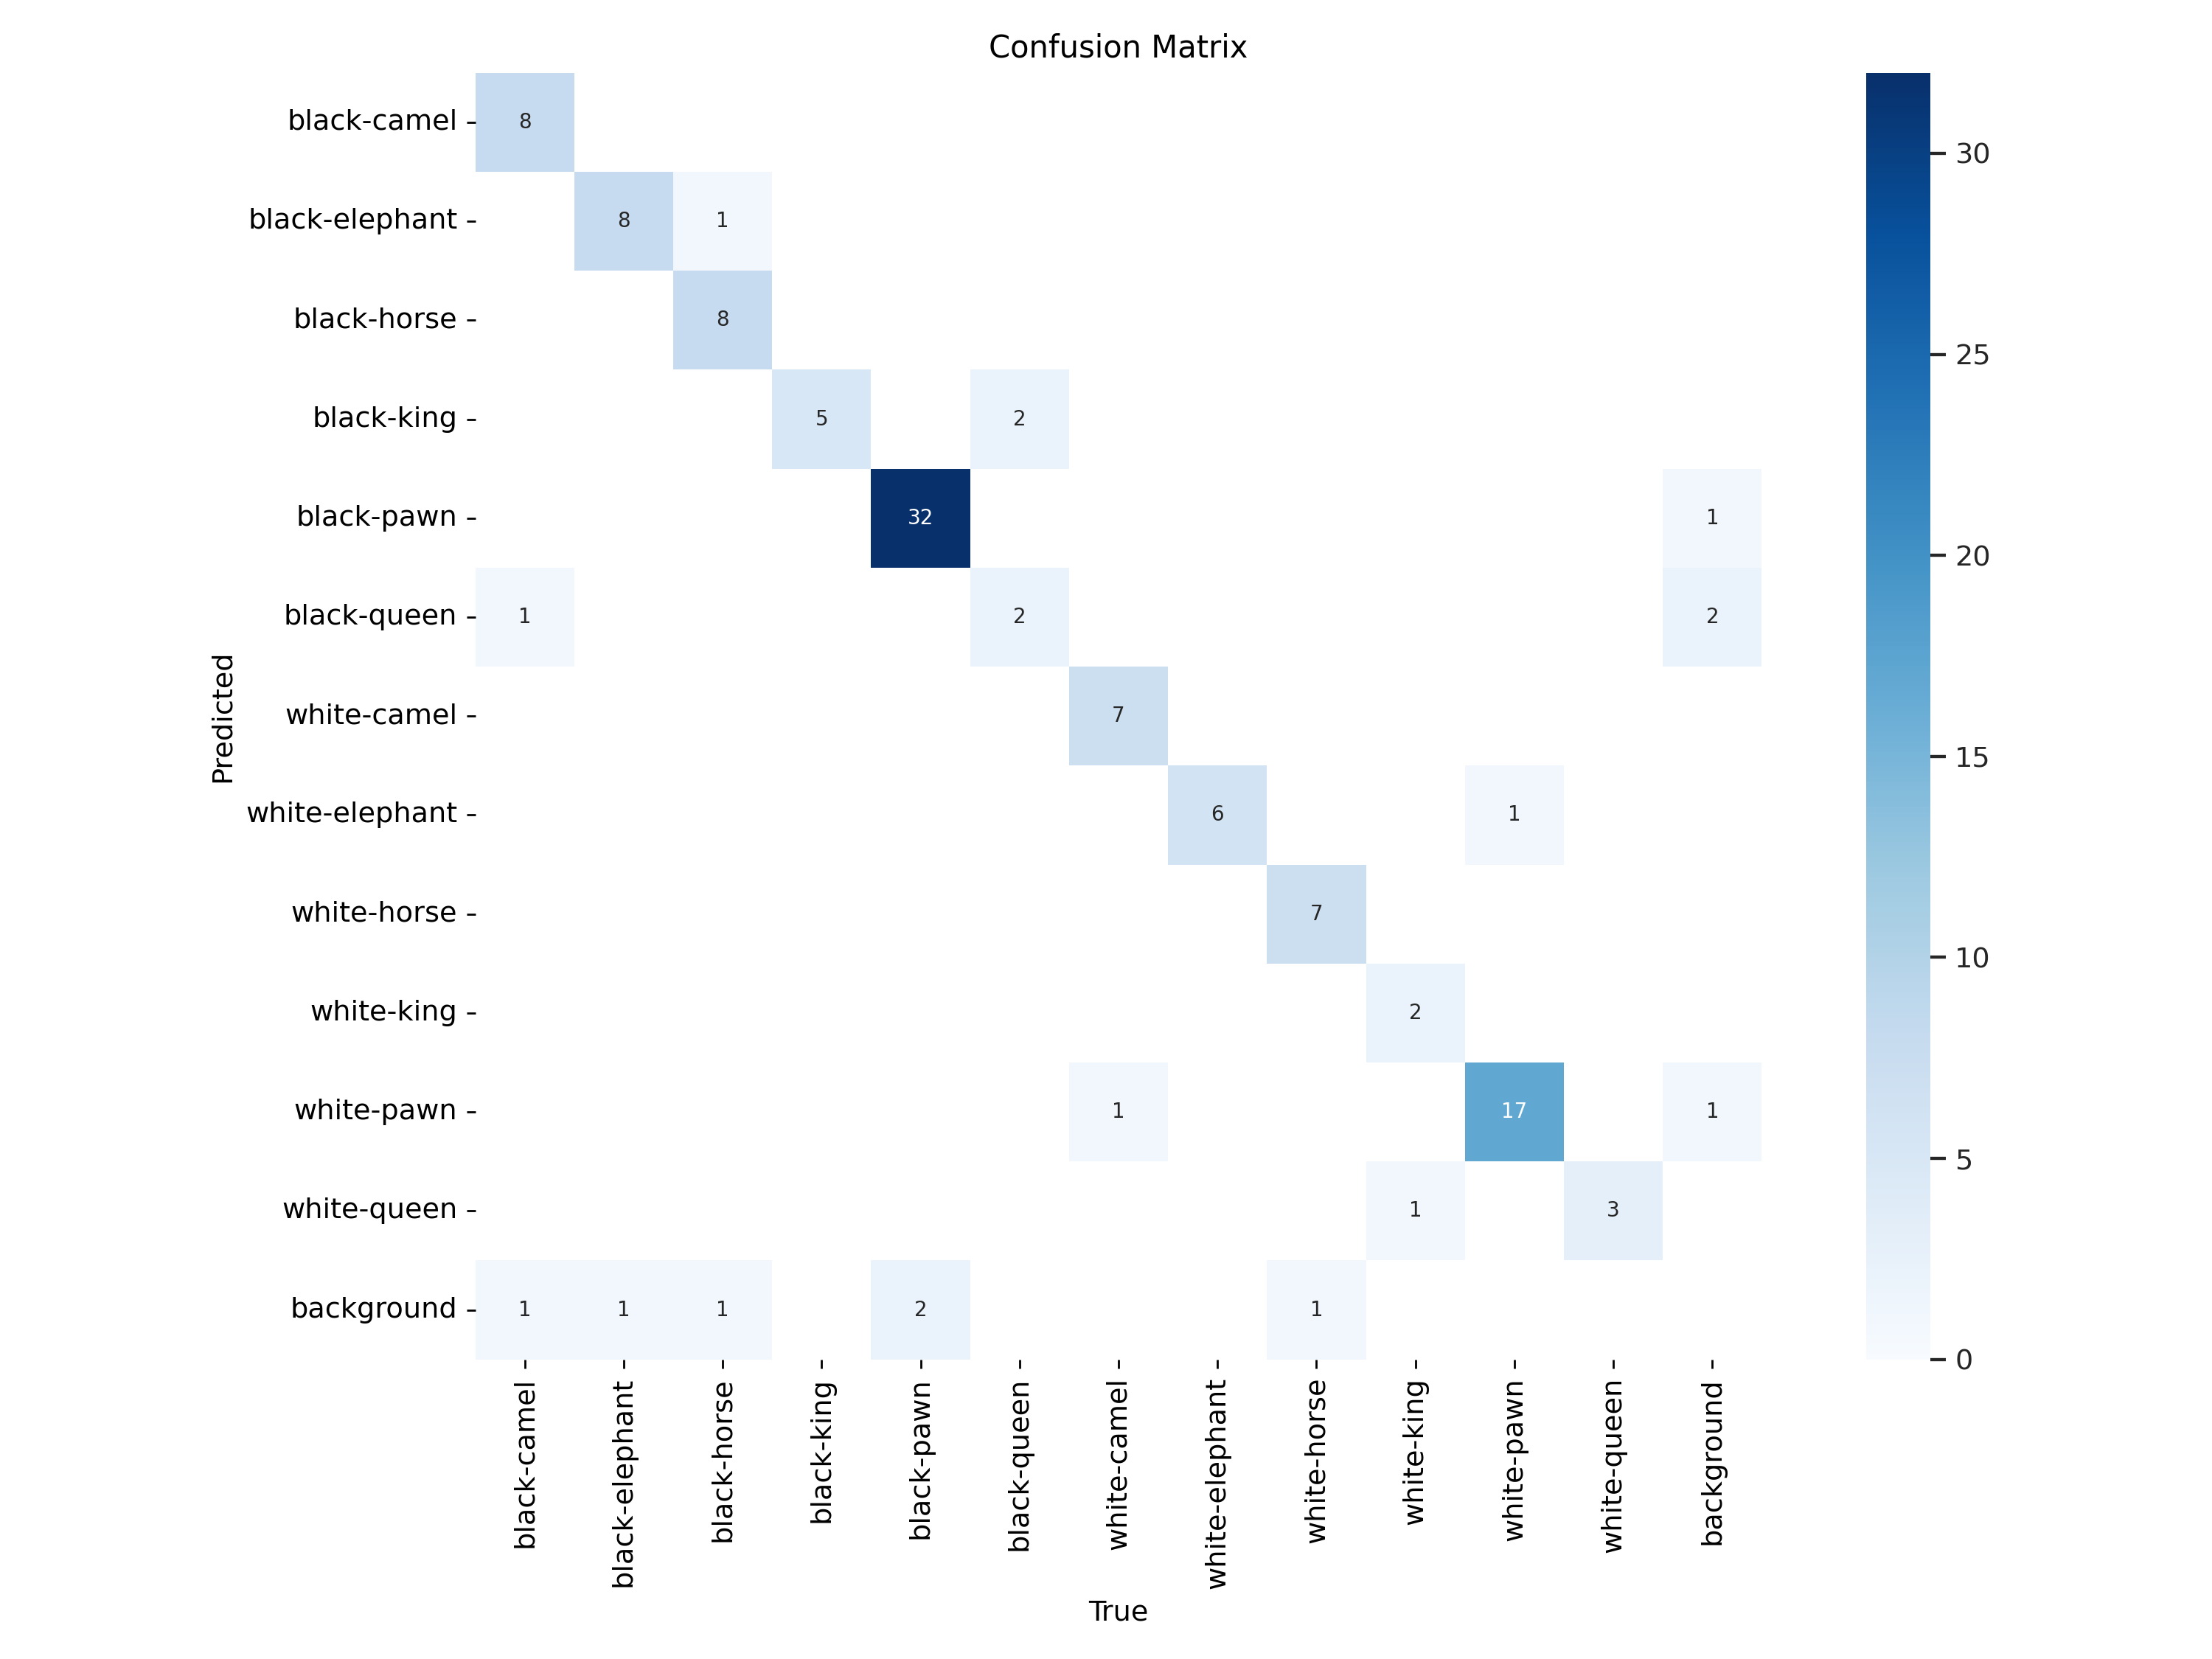 Confusion Matrix
black-camel
8
black-elephant
8 1
black-horse
8
black-king
5 2
black-pawn
32 1
black-queen
1 2 2
white-camel
7
white-elephant
6 1
white-horse
7
white-king
2
white-pawn
1 17 1
white-queen
1 3
background
1 1 1 2 1
Predicted
black-camel
black-elephant
black-horse
black-king
black-pawn
black-queen
white-camel
white-elephant
white-horse
white-king
white-pawn
white-queen
background
True
30
25
20
15
10
5
0